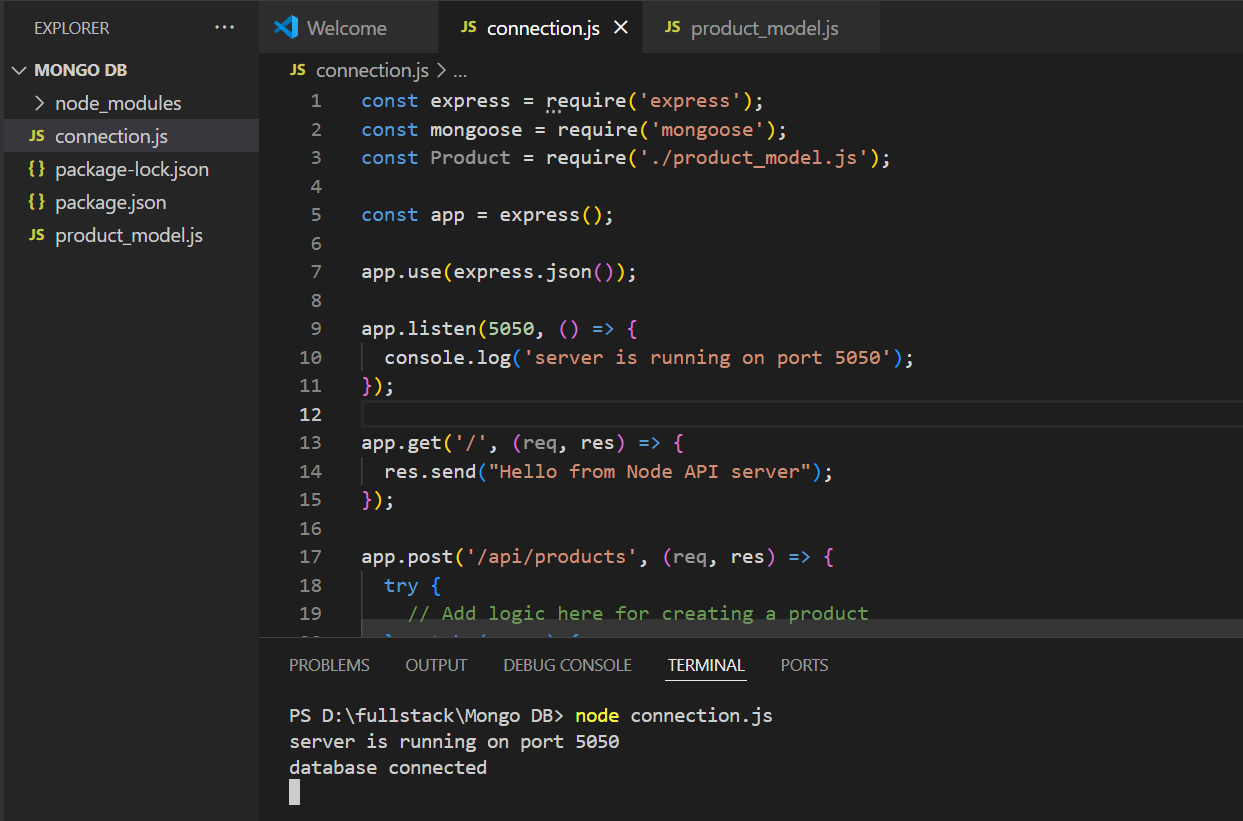 EXPLORER ...
Welcome
JS connection.js ×
JS product_model.js
MONGO DB
node_modules
JS connection.js
{} package-lock.json
{} package.json
JS product_model.js
JS connection.js > ...
1 const express = require('express');
2 const mongoose = require('mongoose');
3 const Product = require('./product_model.js');
4
5 const app = express();
6
7 app.use(express.json());
8
9 app.listen(5050, () => {
10 console.log('server is running on port 5050');
11 });
12
13 app.get('/', (req, res) => {
14 res.send("Hello from Node API server");
15 });
16
17 app.post('/api/products', (req, res) => {
18 try {
19 // Add logic here for creating a product
PROBLEMS OUTPUT DEBUG CONSOLE TERMINAL PORTS
PS D:\fullstack\Mongo DB> node connection.js
server is running on port 5050
database connected